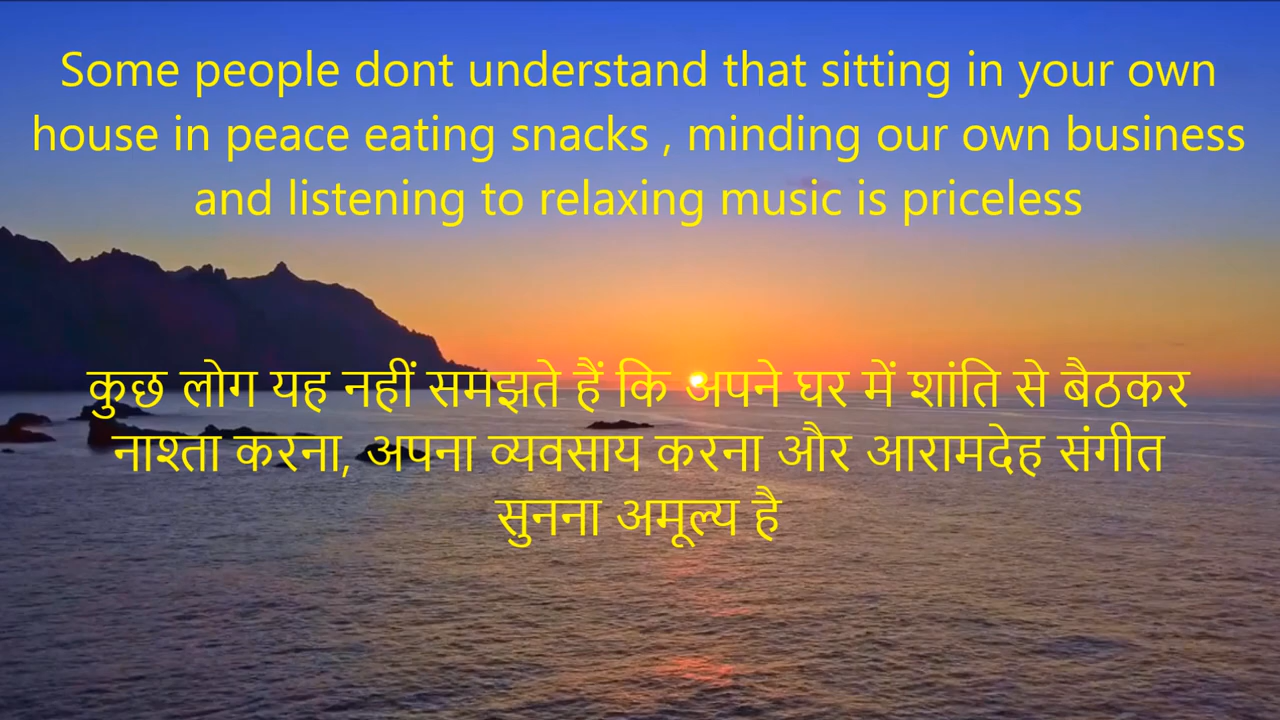 Some people dont understand that sitting in your own
house in peace eating snacks , minding our own business
and listening to relaxing music is priceless
कुछ लोग यह नहीं समझते हैं कि अपने घर में शांति से बैठकर
नाश्ता करना, अपना व्यवसाय करना और आरामदेह संगीत
सुनना अमूल्य है